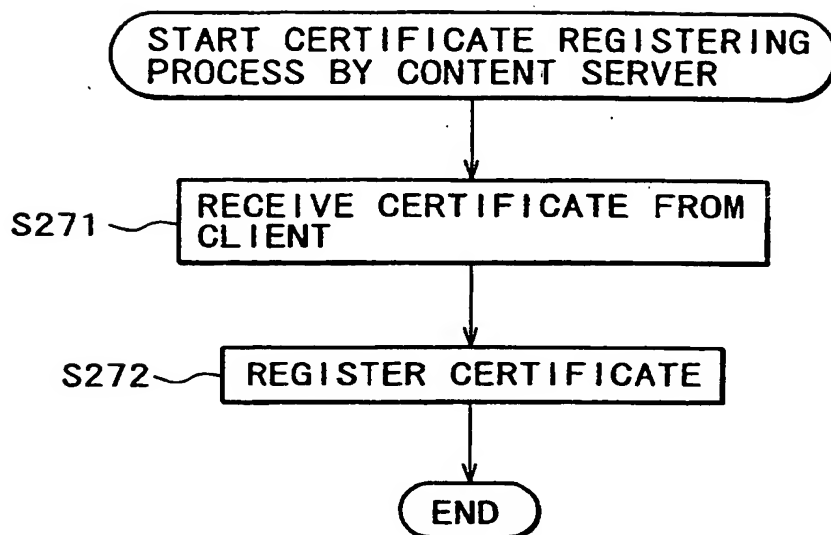 START CERTIFICATE REGISTERING
PROCESS BY CONTENT SERVER
S271
RECEIVE CERTIFICATE FROM
CLIENT
S272
REGISTER CERTIFICATE
END